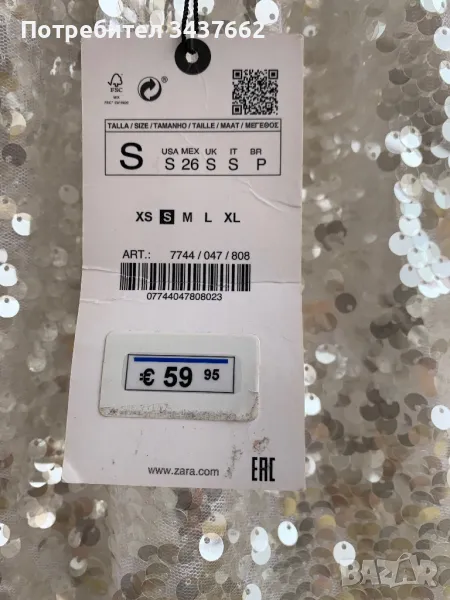 Потребител 3437662
FSC
TALLA / SIZE / TAMANHO / TAILLE / MAAT / ΜΕΓΕΘΟΣ
S
USA MEX UK IT BR
S 26 S S P
XS S M L XL
ART.: 7744 / 047 / 808
07744047808023
€ 59 95
www.zara.com
EAC
BAZAR